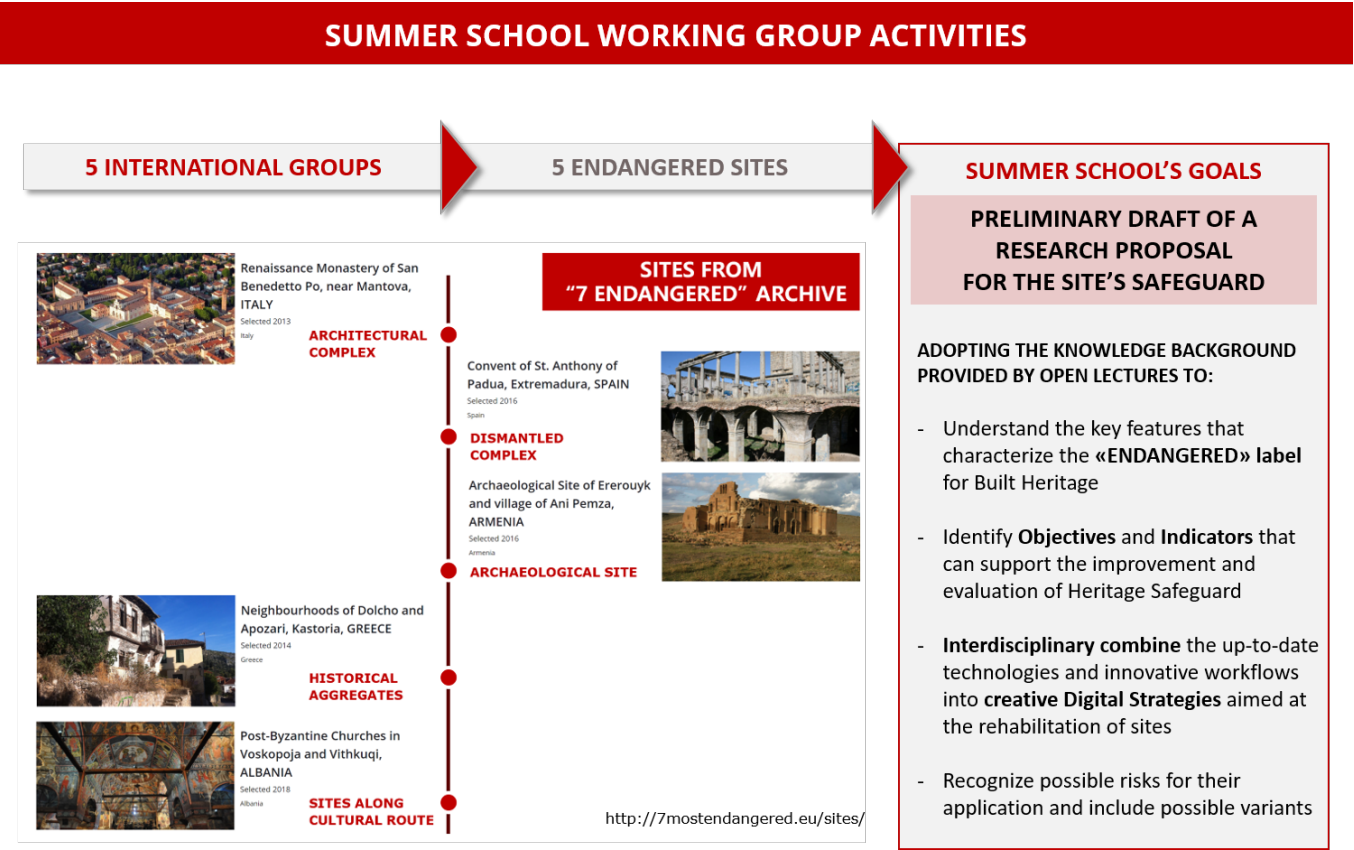 SUMMER SCHOOL WORKING GROUP ACTIVITIES
5 INTERNATIONAL GROUPS
5 ENDANGERED SITES
SITES FROM
“7 ENDANGERED” ARCHIVE
Renaissance Monastery of San
Benedetto Po, near Mantova,
ITALY
Selected 2013
Italy
ARCHITECTURAL
COMPLEX
Convent of St. Anthony of
Padua, Extremadura, SPAIN
Selected 2016
Spain
DISMANTLED
COMPLEX
Archaeological Site of Ererouyk
and village of Ani Pemza,
ARMENIA
Selected 2016
Armenia
ARCHAEOLOGICAL SITE
Neighbourhoods of Dolcho and
Apozari, Kastoria, GREECE
Selected 2014
Greece
HISTORICAL
AGGREGATES
Post-Byzantine Churches in
Voskopoja and Vithkuqi,
ALBANIA
Selected 2018
Albania
SITES ALONG
CULTURAL ROUTE
http://7mostendangered.eu/sites/
SUMMER SCHOOL’S GOALS
PRELIMINARY DRAFT OF A
RESEARCH PROPOSAL
FOR THE SITE’S SAFEGUARD
ADOPTING THE KNOWLEDGE BACKGROUND
PROVIDED BY OPEN LECTURES TO:
- Understand the key features that
characterize the «ENDANGERED» label
for Built Heritage
- Identify Objectives and Indicators that
can support the improvement and
evaluation of Heritage Safeguard
- Interdisciplinary combine the up-to-date
technologies and innovative workflows
into creative Digital Strategies aimed at
the rehabilitation of sites
- Recognize possible risks for their
application and include possible variants